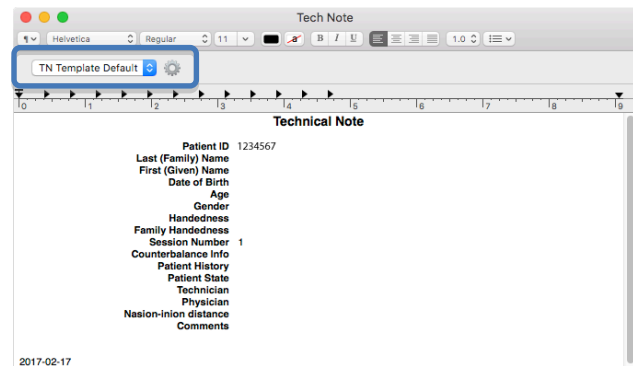 Tech Note
¶ Helvetica Regular 11 a B I U 1.0
TN Template Default
0 1 2 3 4 5 6 7 8 9
Technical Note
Patient ID 1234567
Last (Family) Name
First (Given) Name
Date of Birth
Age
Gender
Handedness
Family Handedness
Session Number 1
Counterbalance Info
Patient History
Patient State
Technician
Physician
Nasion-inion distance
Comments
2017-02-17